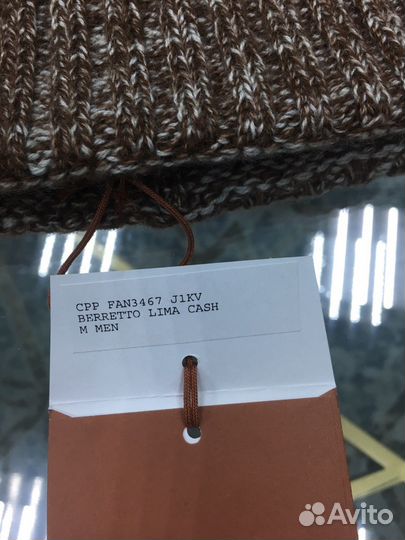 CPP FAN3467 J1KV
BERRETTO LIMA CASH
M MEN
Avito